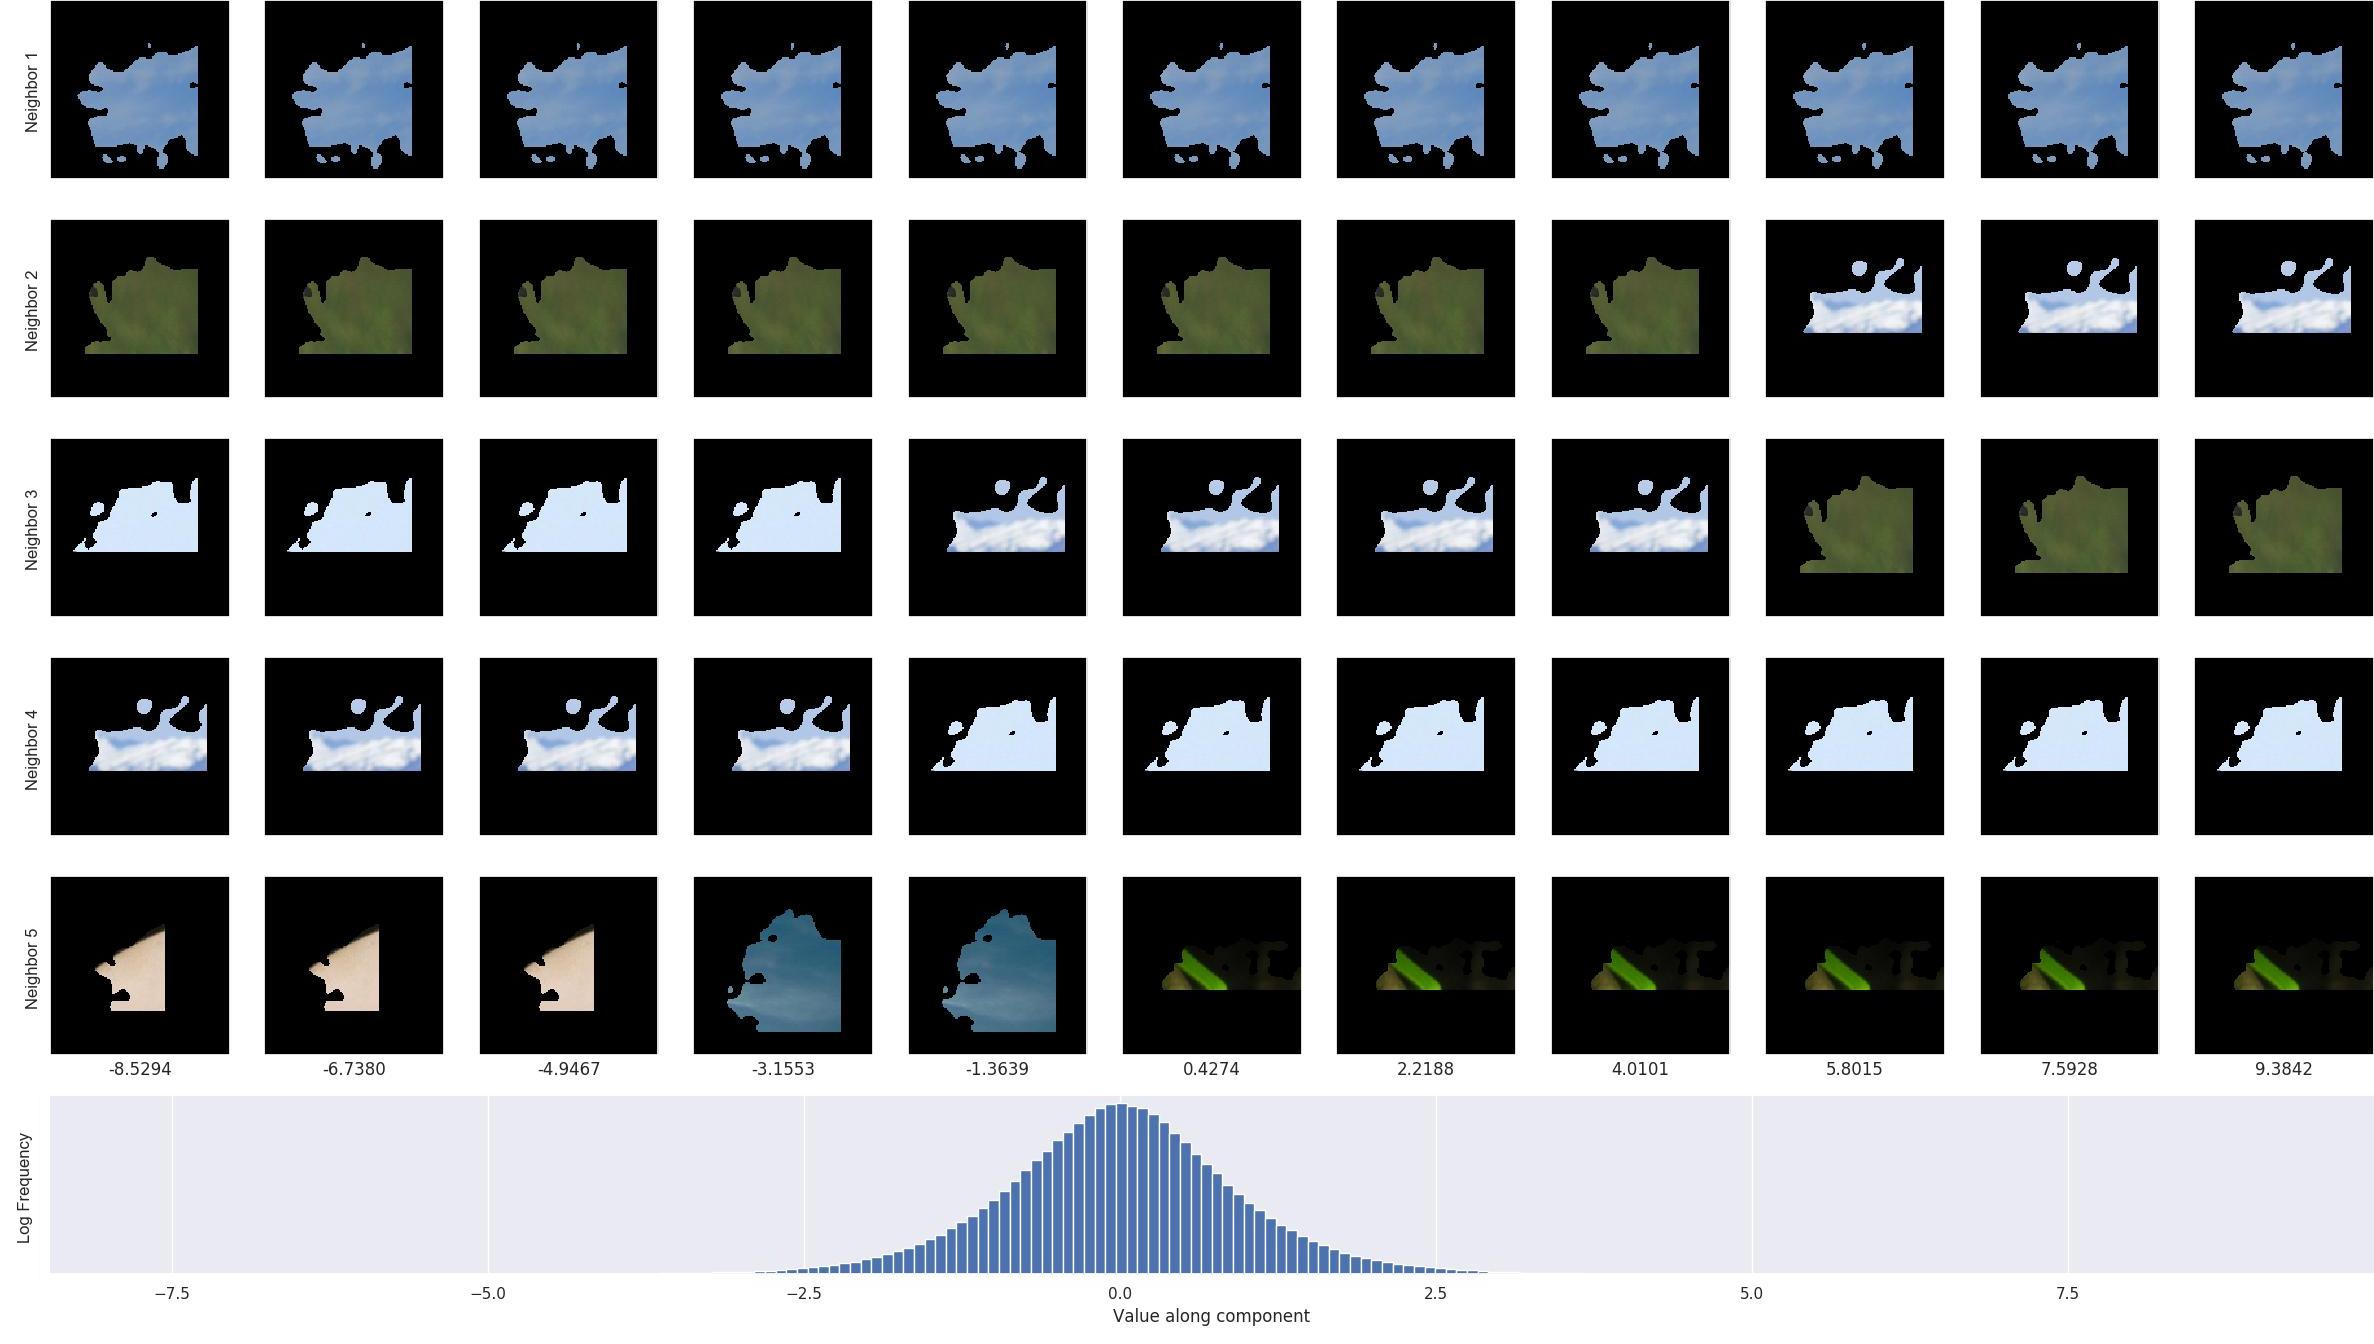 Neighbor 1
Neighbor 2
Neighbor 3
Neighbor 4
Neighbor 5
-8.5294 -6.7380 -4.9467 -3.1553 -1.3639 0.4274 2.2188 4.0101 5.8015 7.5928 9.3842
Log Frequency
−7.5 −5.0 −2.5 0.0 2.5 5.0 7.5
Value along component